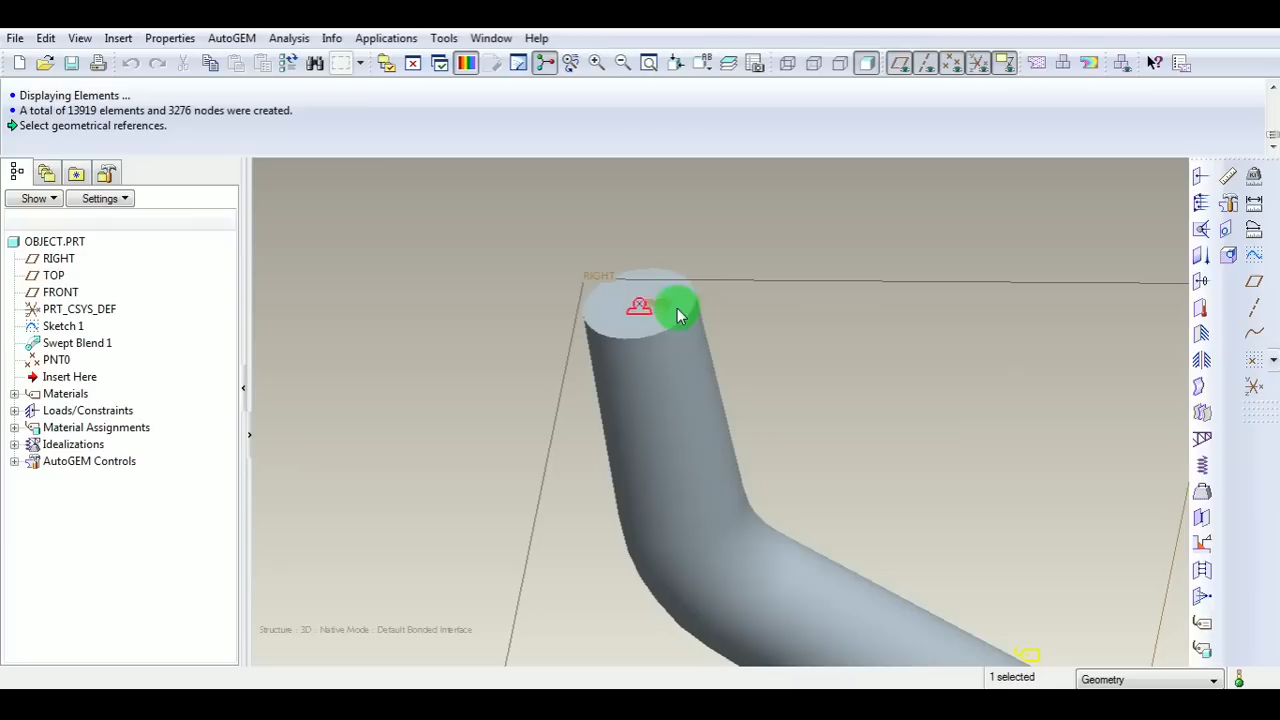 File Edit View Insert Properties AutoGEM Analysis Info Applications Tools Window Help
Displaying Elements ...
A total of 13919 elements and 3276 nodes were created.
Select geometrical references.
Show Settings
OBJECT.PRT
RIGHT
TOP
FRONT
PRT_CSYS_DEF
Sketch 1
Swept Blend 1
PNT0
Insert Here
Materials
Loads/Constraints
Material Assignments
Idealizations
AutoGEM Controls
RIGHT
Structure : 3D : Native Mode : Default Bonded Interface
1 selected
Geometry